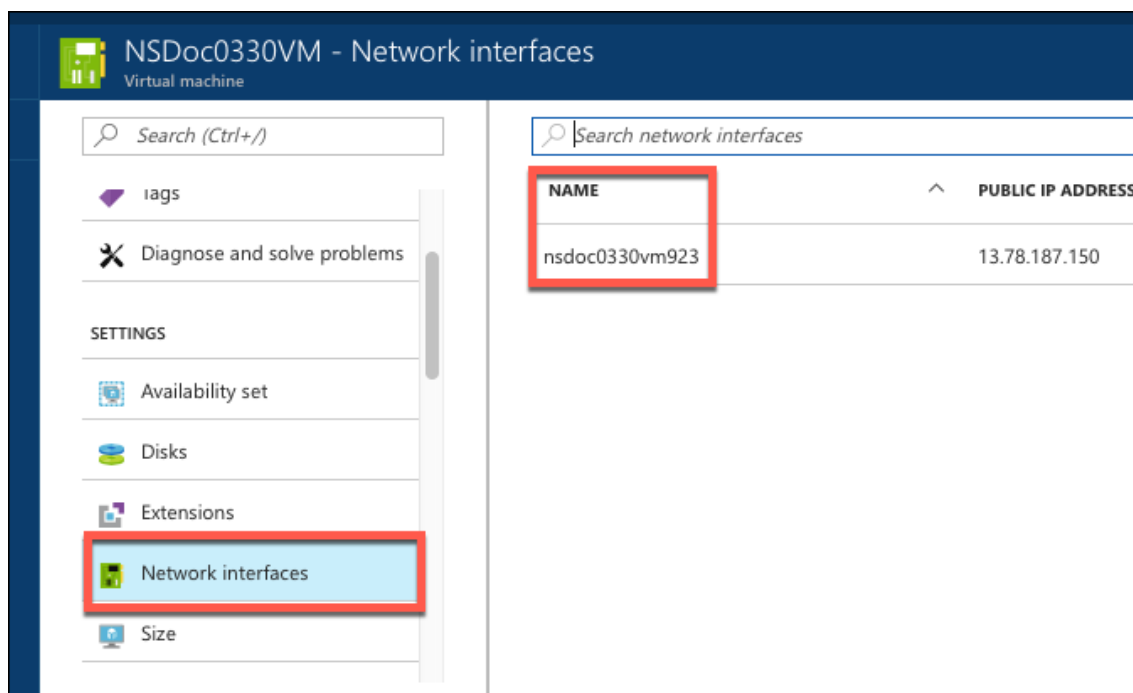 NSDoc0330VM - Network interfaces
Virtual machine
Search (Ctrl+/)
Tags
Diagnose and solve problems
SETTINGS
Availability set
Disks
Extensions
Network interfaces
Size
Search network interfaces
NAME PUBLIC IP ADDRESS
nsdoc0330vm923 13.78.187.150